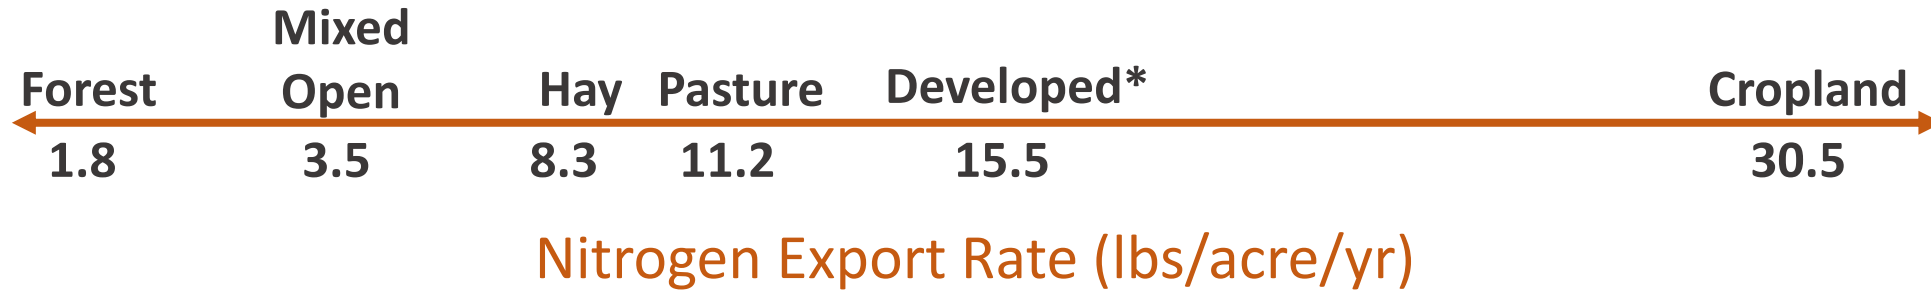 Mixed
Forest Open Hay Pasture Developed* Cropland
1.8 3.5 8.3 11.2 15.5 30.5
Nitrogen Export Rate (lbs/acre/yr)